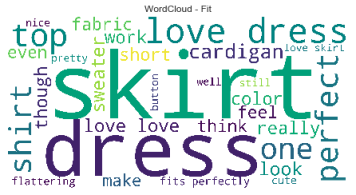 WordCloud - Fit
nice
fabric
love dress
top
work
cardigan
love skirt
even
pretty
short
sweater
skirt
though
shirt
button
well
still
color
perfect
feel
dress
love love
think
really
one
look
flattering
make
fits perfectly
cute